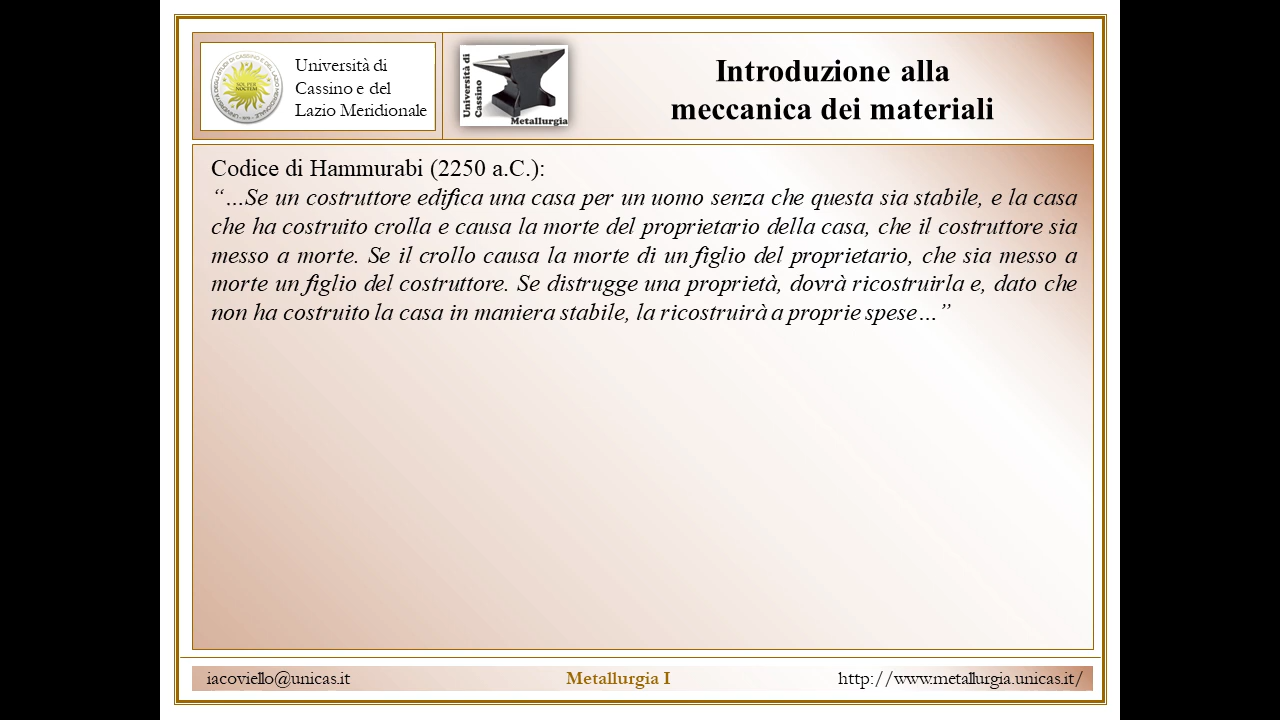 Università di
Cassino e del
Lazio Meridionale
Università di
Cassino
Metallurgia
Introduzione alla
meccanica dei materiali
Codice di Hammurabi (2250 a.C.):
“…Se un costruttore edifica una casa per un uomo senza che questa sia stabile, e la casa
che ha costruito crolla e causa la morte del proprietario della casa, che il costruttore sia
messo a morte. Se il crollo causa la morte di un figlio del proprietario, che sia messo a
morte un figlio del costruttore. Se distrugge una proprietà, dovrà ricostruirla e, dato che
non ha costruito la casa in maniera stabile, la ricostruirà a proprie spese…”
iacoviello@unicas.it
Metallurgia I
http://www.metallurgia.unicas.it/